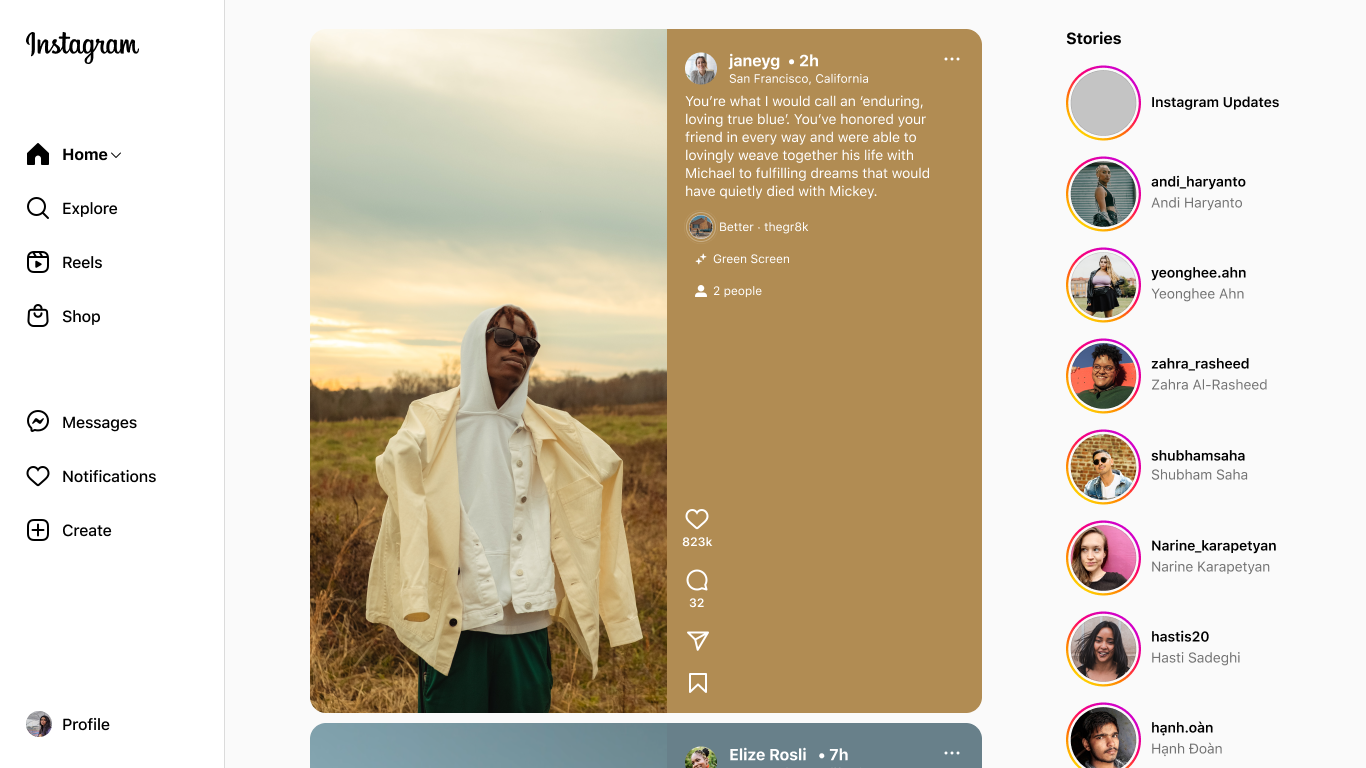 Instagram
Home
Explore
Reels
Shop
Messages
Notifications
Create
Profile
janeyg • 2h
San Francisco, California
You’re what I would call an ‘enduring,
loving true blue’. You’ve honored your
friend in every way and were able to
lovingly weave together his life with
Michael to fulfilling dreams that would
have quietly died with Mickey.
Better · thegr8k
Green Screen
2 people
823k
32
Elize Rosli • 7h
Stories
Instagram Updates
andi_haryanto
Andi Haryanto
yeonghee.ahn
Yeonghee Ahn
zahra_rasheed
Zahra Al-Rasheed
shubhamsaha
Shubham Saha
Narine_karapetyan
Narine Karapetyan
hastis20
Hasti Sadeghi
hạnh.oàn
Hạnh Đoàn